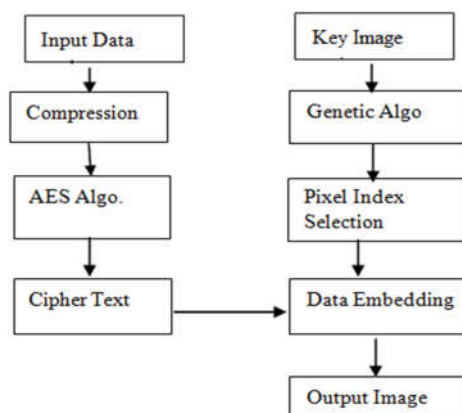 Input Data
Compression
AES Algo.
Cipher Text
Key Image
Genetic Algo
Pixel Index
Selection
Data Embedding
Output Image